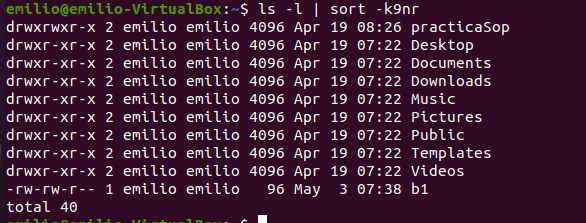 emilio@emilio-VirtualBox:~$ ls -l | sort -k9nr
drwxrwxr-x 2 emilio emilio 4096 Apr 19 08:26 practicaSop
drwxr-xr-x 2 emilio emilio 4096 Apr 19 07:22 Desktop
drwxr-xr-x 2 emilio emilio 4096 Apr 19 07:22 Documents
drwxr-xr-x 2 emilio emilio 4096 Apr 19 07:22 Downloads
drwxr-xr-x 2 emilio emilio 4096 Apr 19 07:22 Music
drwxr-xr-x 2 emilio emilio 4096 Apr 19 07:22 Pictures
drwxr-xr-x 2 emilio emilio 4096 Apr 19 07:22 Public
drwxr-xr-x 2 emilio emilio 4096 Apr 19 07:22 Templates
drwxr-xr-x 2 emilio emilio 4096 Apr 19 07:22 Videos
-rw-rw-r-- 1 emilio emilio   96 May  3 07:38 b1
total 40
emilio@emilio-VirtualBox:~$